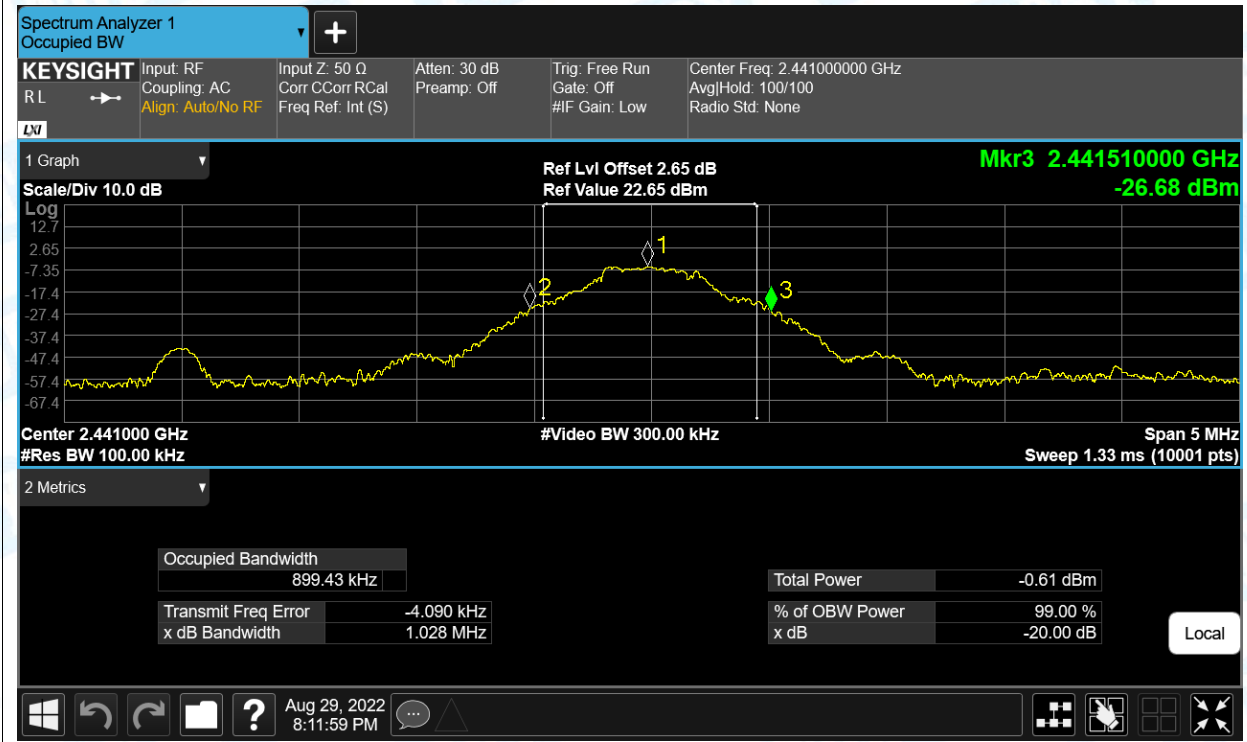 Spectrum Analyzer 1
Occupied BW
KEYSIGHT
R L
LXI
Input: RF
Coupling: AC
Align: Auto/No RF
Input Z: 50 Ω
Corr CCorr RCal
Freq Ref: Int (S)
Atten: 30 dB
Preamp: Off
Trig: Free Run
Gate: Off
#IF Gain: Low
Center Freq: 2.441000000 GHz
Avg|Hold: 100/100
Radio Std: None
1 Graph
Scale/Div 10.0 dB
Ref Lvl Offset 2.65 dB
Ref Value 22.65 dBm
Mkr3 2.441510000 GHz
-26.68 dBm
Log
12.7
2.65
-7.35
-17.4
-27.4
-37.4
-47.4
-57.4
-67.4
1
2
3
Center 2.441000 GHz
#Res BW 100.00 kHz
#Video BW 300.00 kHz
Span 5 MHz
Sweep 1.33 ms (10001 pts)
2 Metrics
Occupied Bandwidth
899.43 kHz
Transmit Freq Error -4.090 kHz
x dB Bandwidth 1.028 MHz
Total Power -0.61 dBm
% of OBW Power 99.00 %
x dB -20.00 dB
Local
?
Aug 29, 2022
8:11:59 PM